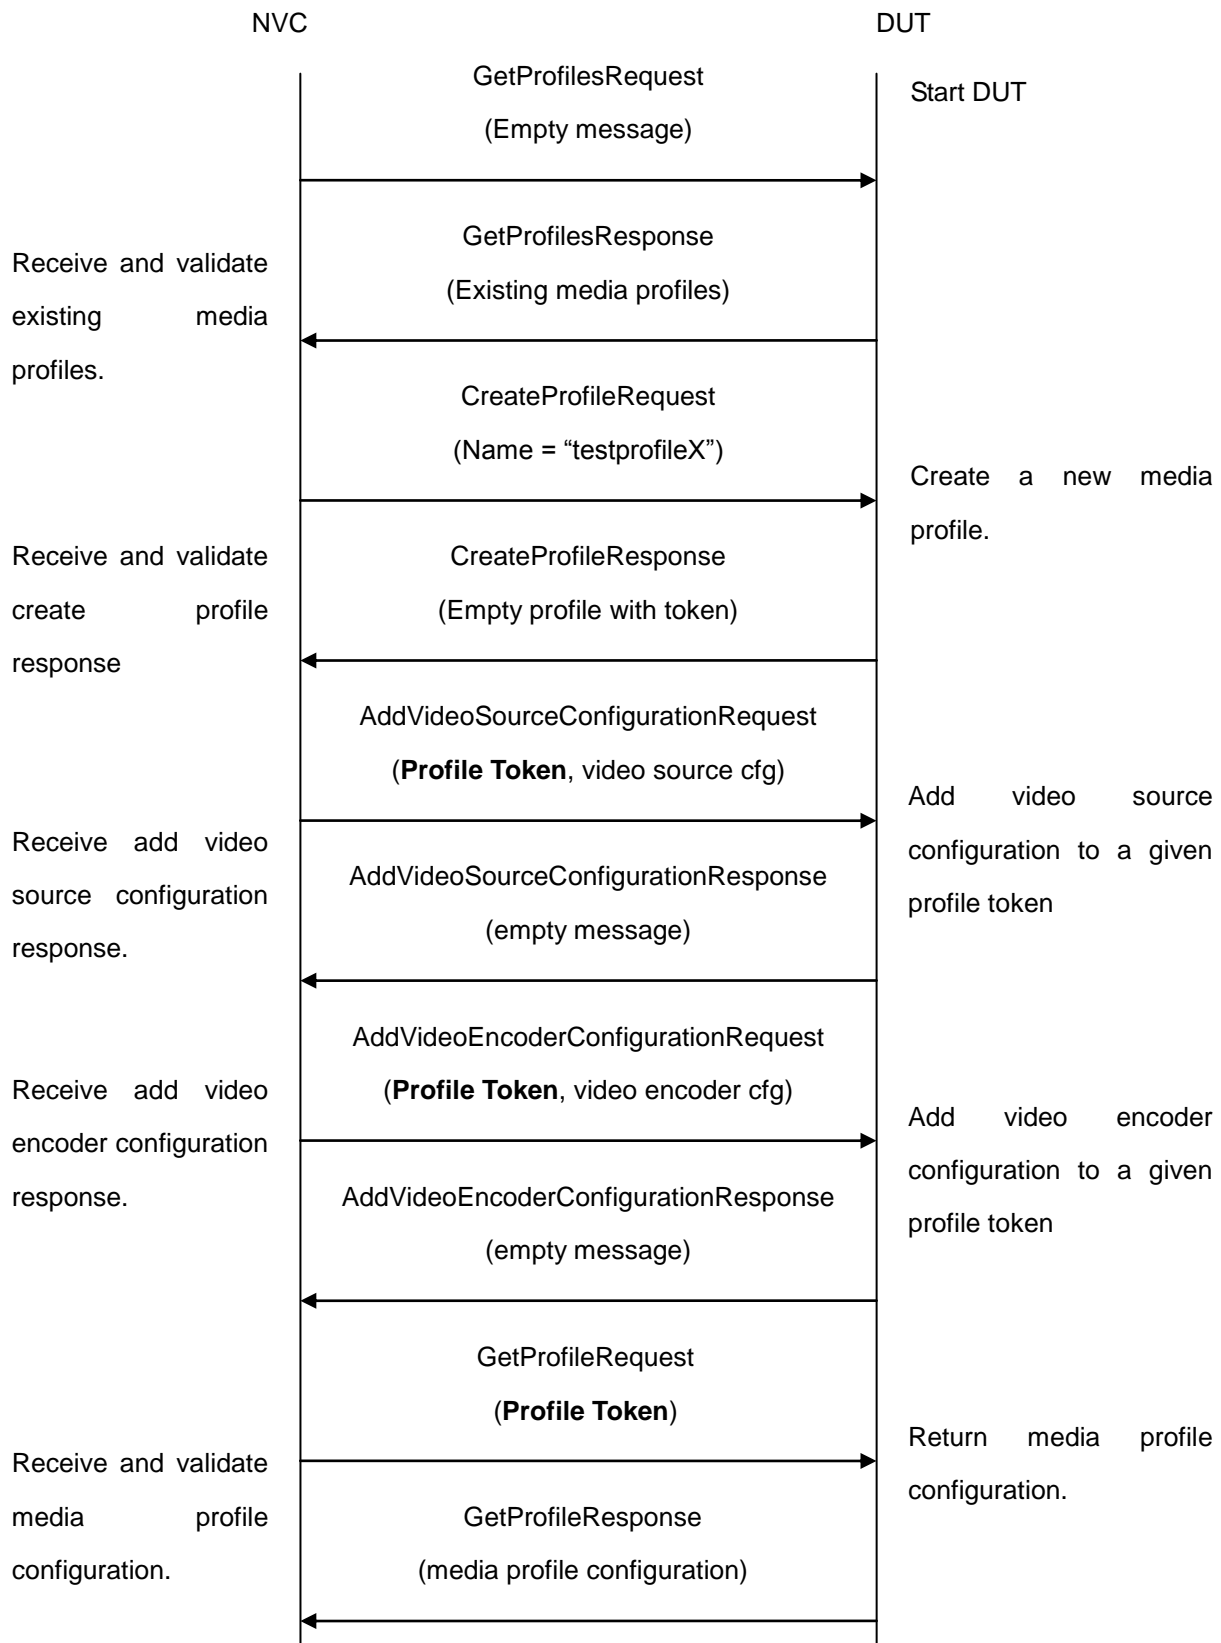 NVC
DUT
GetProfilesRequest
Start DUT
(Empty message)
GetProfilesResponse
Receive and validate
existing media
profiles.
(Existing media profiles)
CreateProfileRequest
(Name = “testprofileX”)
Create a new media
profile.
Receive and validate
create profile
response
CreateProfileResponse
(Empty profile with token)
AddVideoSourceConfigurationRequest
(Profile Token, video source cfg)
Add video source
configuration to a given
profile token
Receive add video
source configuration
response.
AddVideoSourceConfigurationResponse
(empty message)
AddVideoEncoderConfigurationRequest
(Profile Token, video encoder cfg)
Receive add video
encoder configuration
response.
Add video encoder
configuration to a given
profile token
AddVideoEncoderConfigurationResponse
(empty message)
GetProfileRequest
(Profile Token)
Return media profile
configuration.
Receive and validate
media profile
configuration.
GetProfileResponse
(media profile configuration)